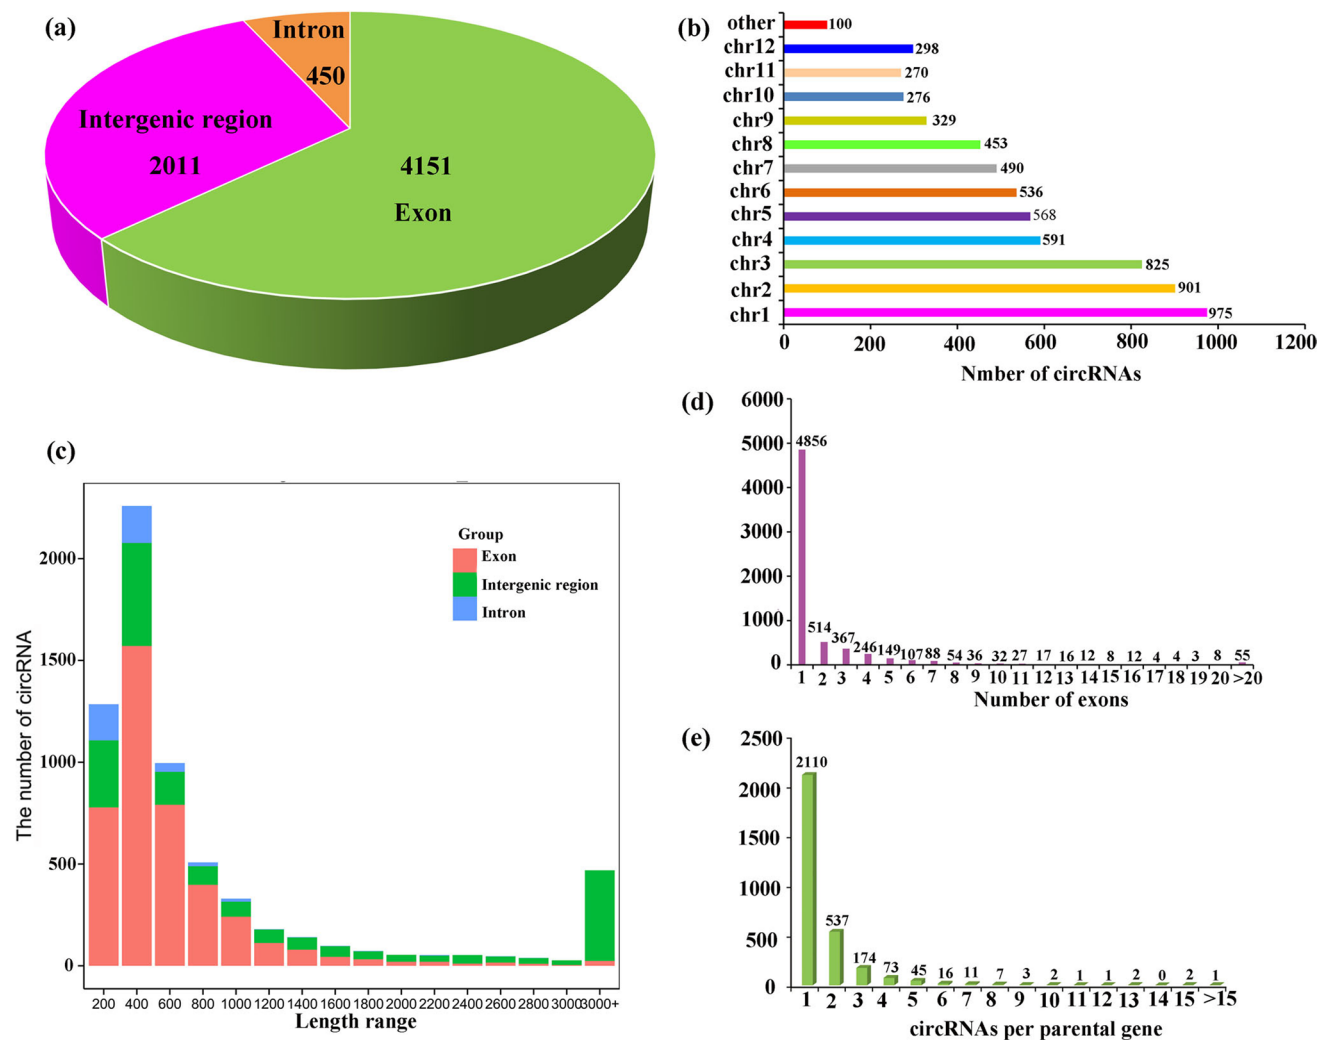 (a)
Intron
450
Intergenic region
2011
4151
Exon
(b)
other 100
chr12 298
chr11 270
chr10 276
chr9 329
chr8 453
chr7 490
chr6 536
chr5 568
chr4 591
chr3 825
chr2 901
chr1 975
0 200 400 600 800 1000 1200
Nmber of circRNAs
(c)
The number of circRNA
2000
1500
1000
500
0
Group
Exon
Intergenic region
Intron
200 400 600 800 1000 1200 1400 1600 1800 2000 2200 2400 2600 2800 3000 3000+
Length range
(d)
6000
5000
4000
3000
2000
1000
0
4856 514 367 246 149 107 88 54 36 32 27 17 16 12 8 12 4 4 3 8 55
1 2 3 4 5 6 7 8 9 10 11 12 13 14 15 16 17 18 19 20 >20
Number of exons
(e)
2500
2000
1500
1000
500
0
2110 537 174 73 45 16 11 7 3 2 1 1 2 0 2 1
1 2 3 4 5 6 7 8 9 10 11 12 13 14 15 >15
circRNAs per parental gene